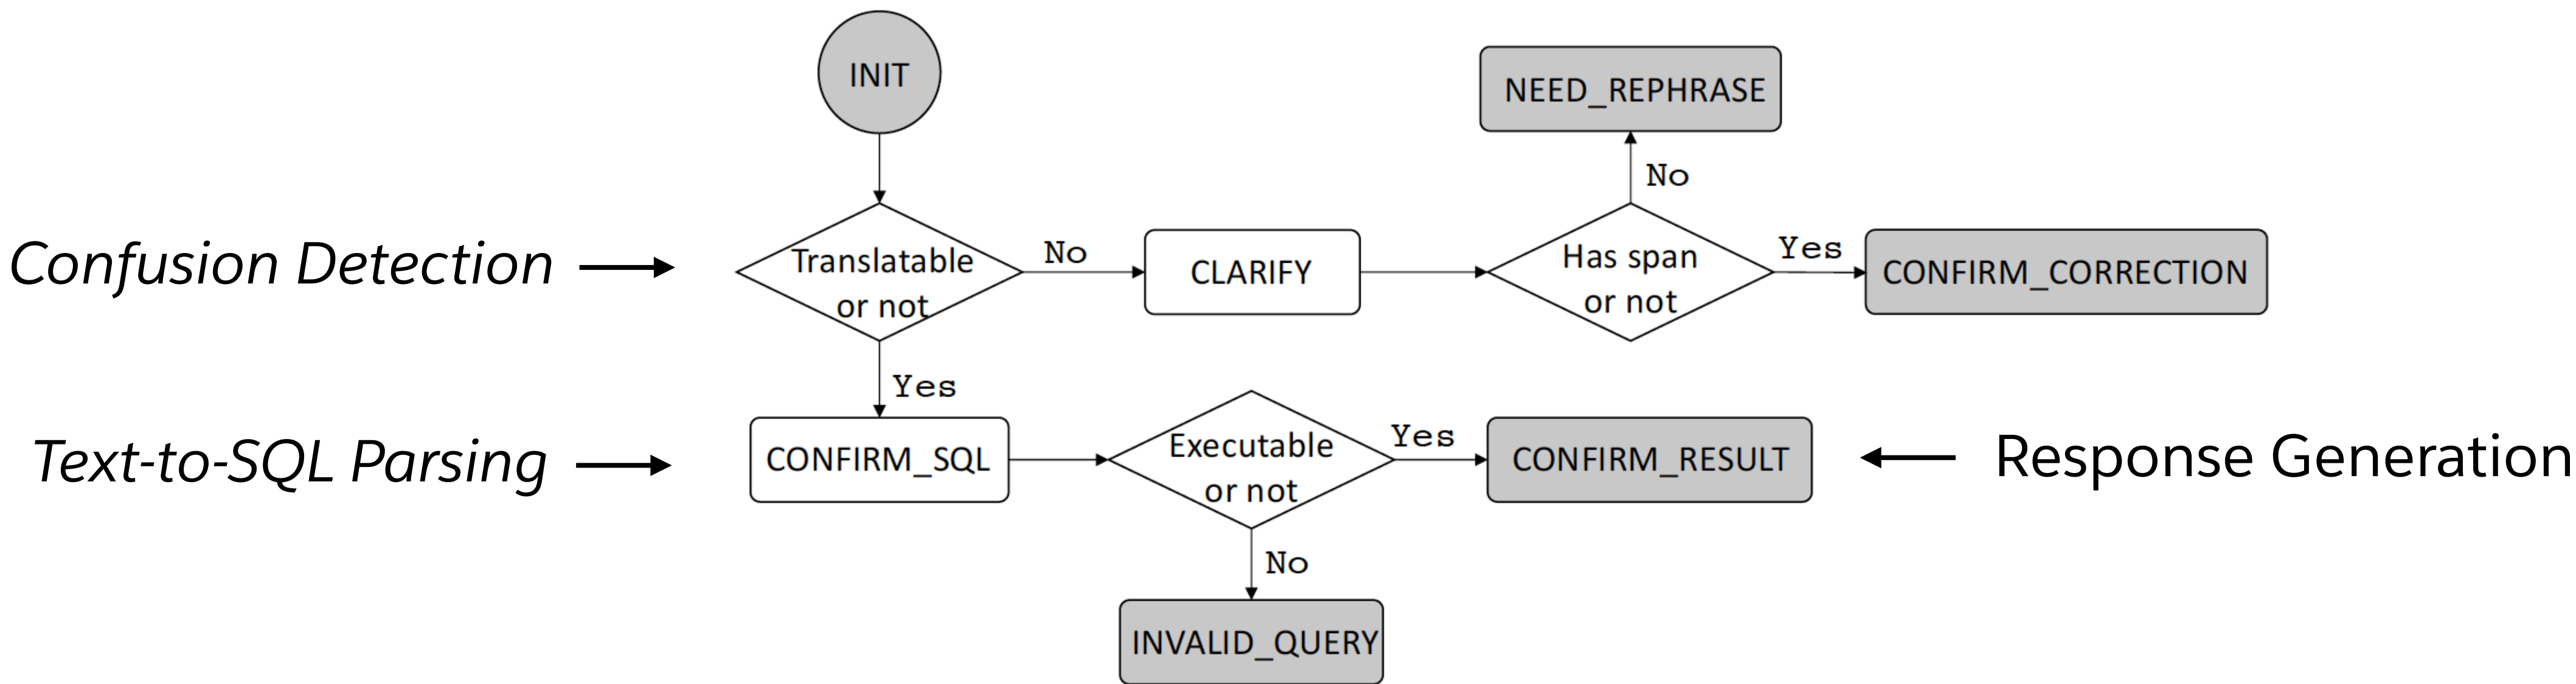 INIT
NEED_REPHRASE
No
Confusion Detection
Translatable
or not
No
CLARIFY
Has span
or not
Yes
CONFIRM_CORRECTION
Yes
Text-to-SQL Parsing
CONFIRM_SQL
Executable
or not
Yes
CONFIRM_RESULT
Response Generation
No
INVALID_QUERY